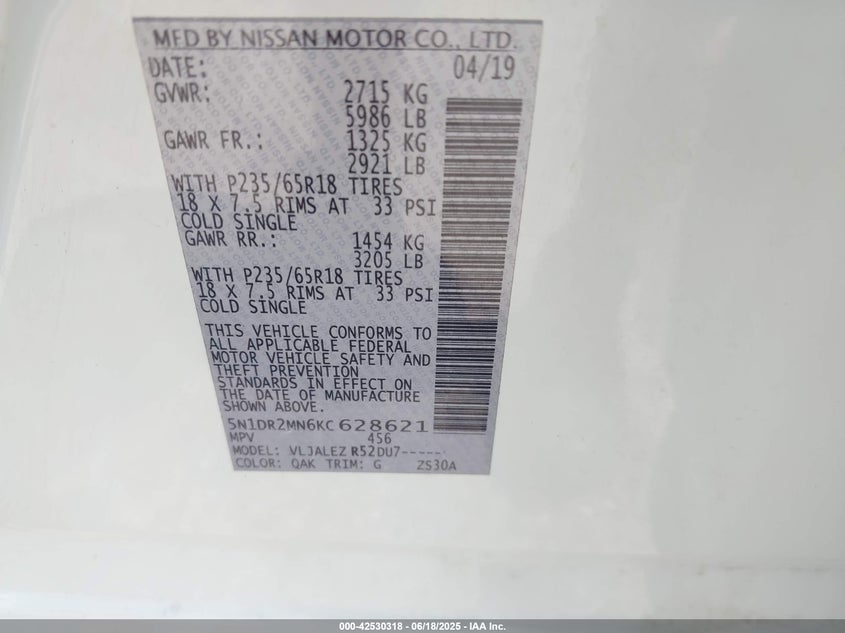 MFD BY NISSAN MOTOR CO., LTD.
DATE: 04/19
GVWR: 2715 KG
5986 LB
GAWR FR.: 1325 KG
2921 LB
WITH P235/65R18 TIRES
18 X 7.5 RIMS AT 33 PSI
COLD SINGLE
GAWR RR.: 1454 KG
3205 LB
WITH P235/65R18 TIRES
18 X 7.5 RIMS AT 33 PSI
COLD SINGLE
THIS VEHICLE CONFORMS TO
ALL APPLICABLE FEDERAL
MOTOR VEHICLE SAFETY AND
THEFT PREVENTION
STANDARDS IN EFFECT ON
THE DATE OF MANUFACTURE
SHOWN ABOVE.
5N1DR2MN6KC 628621
MPV 456
MODEL: VLJALEZ R52DU7-----
COLOR: QAK TRIM: G ZS30A
000-42530318 - 06/18/2025 - IAA Inc.